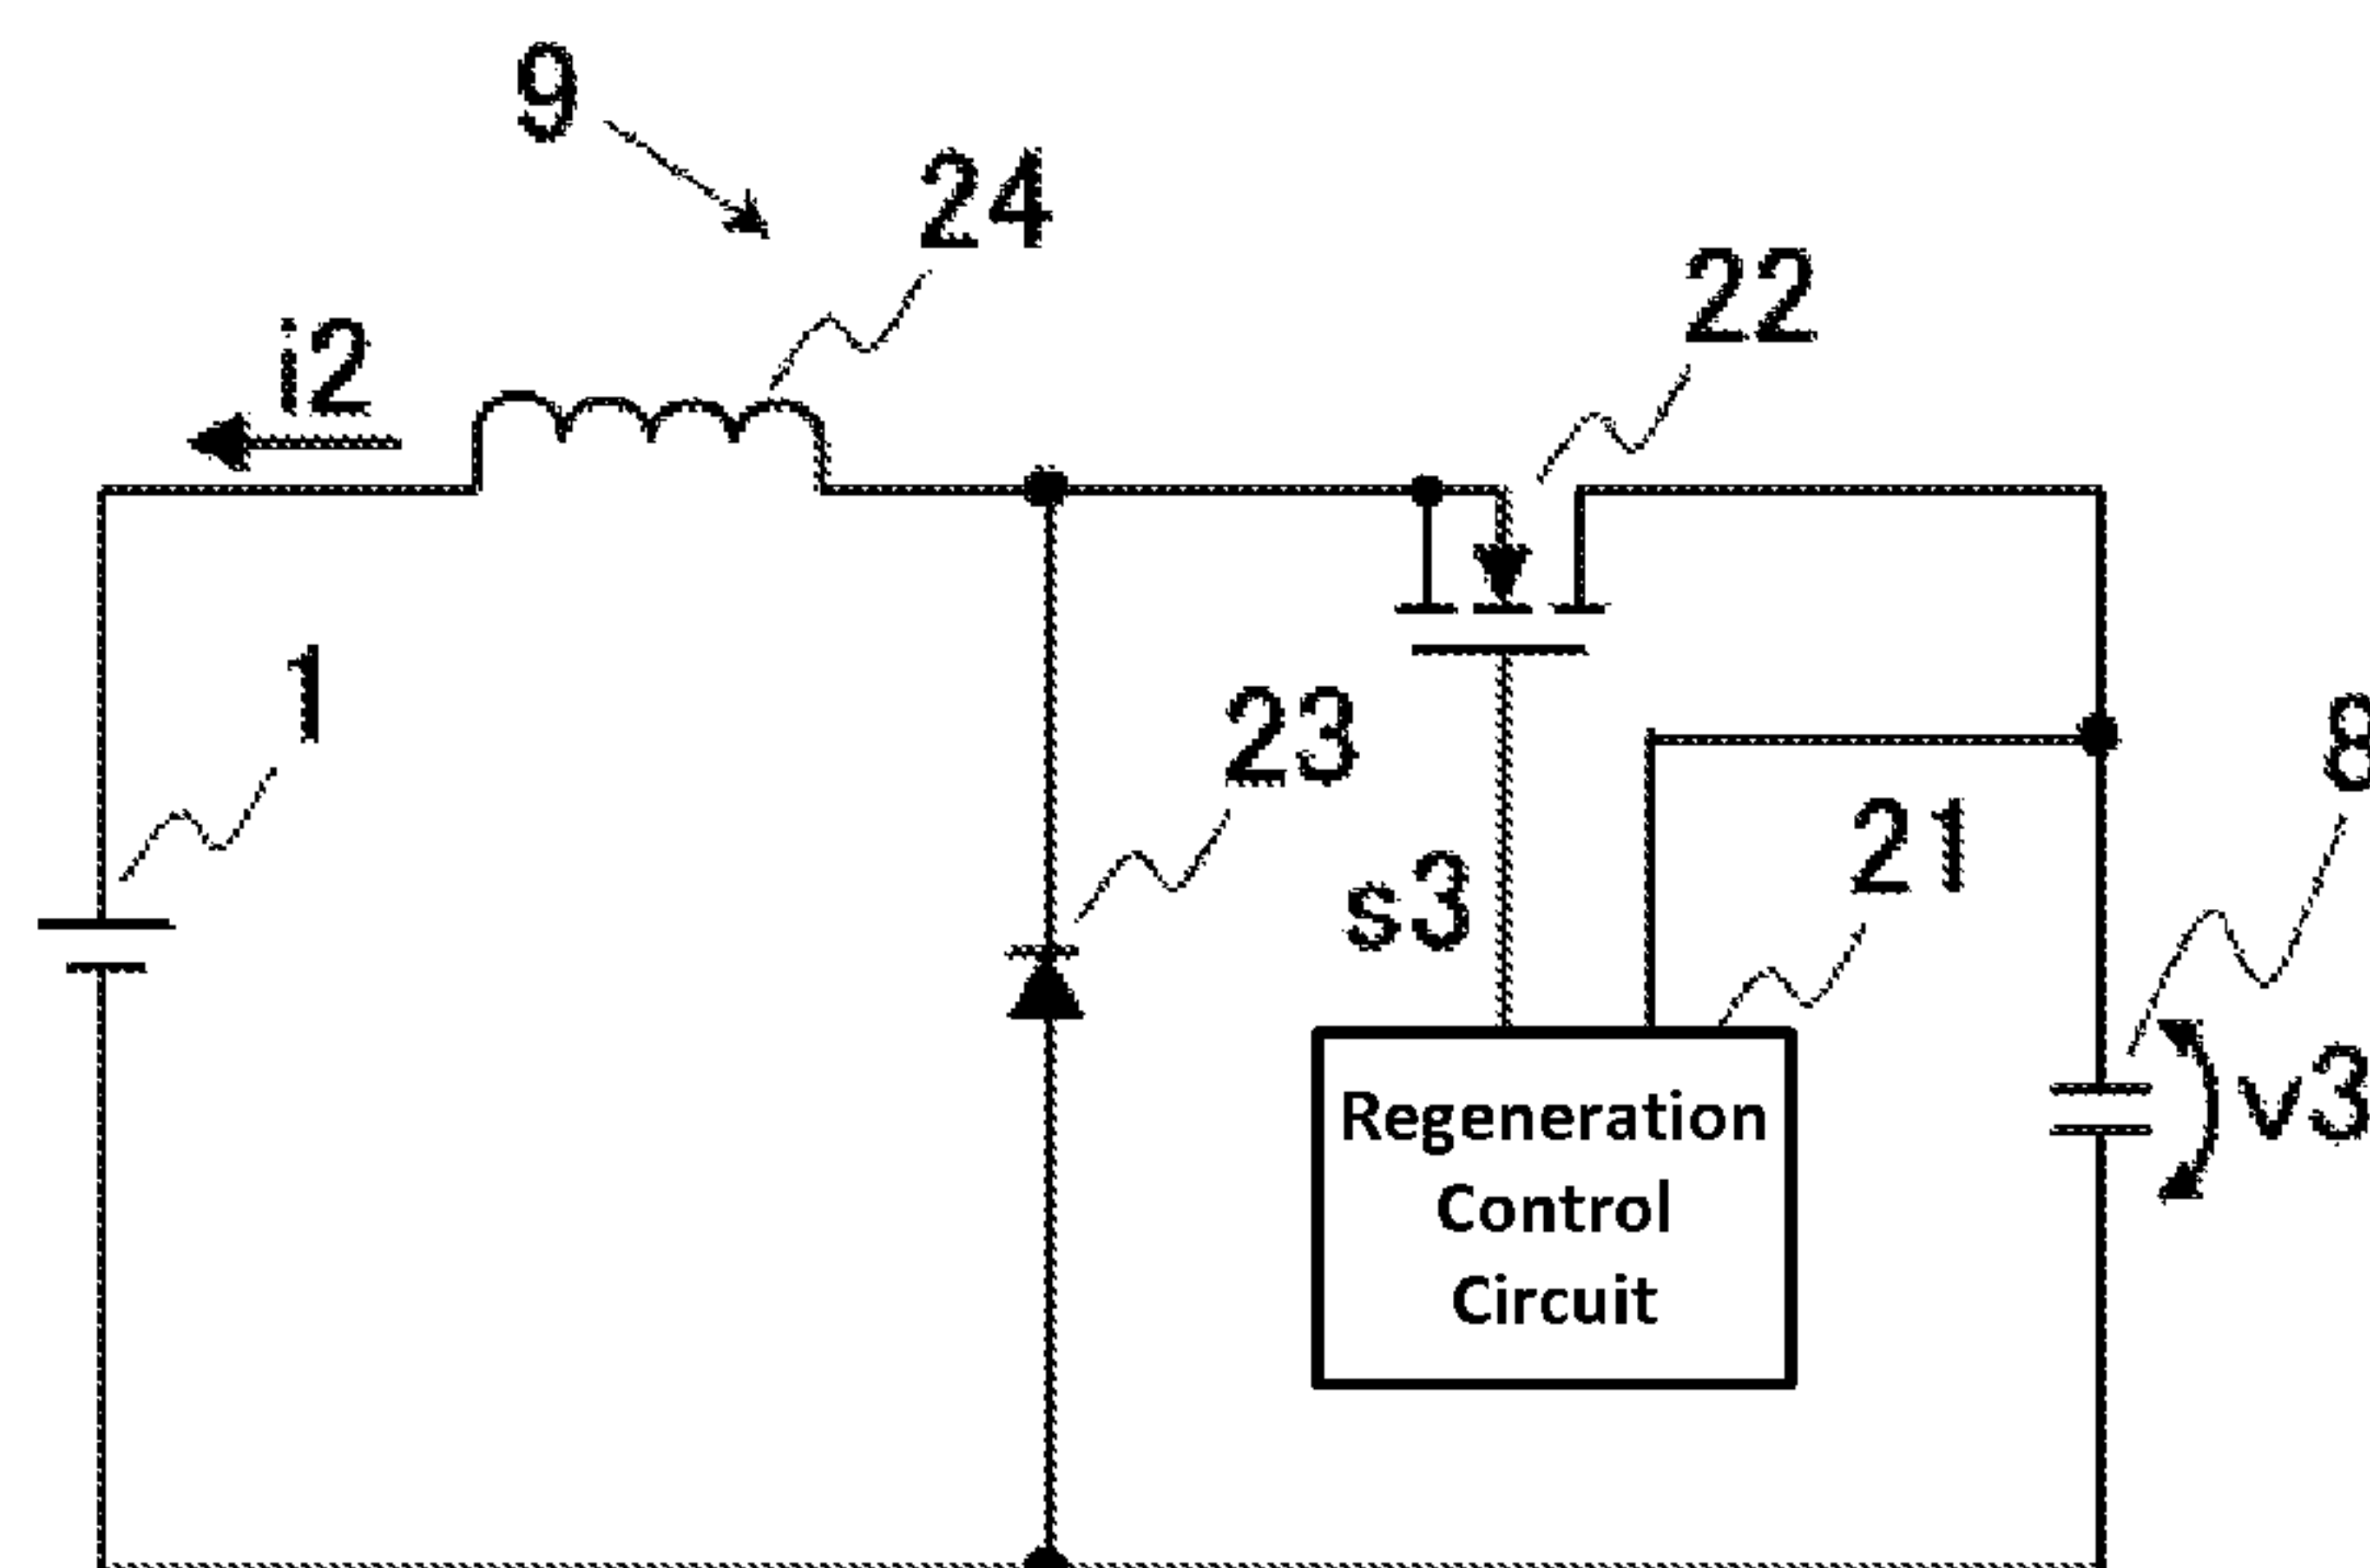 9
24
22
i2
1
23
8
21
s3
v3
Regeneration
Control
Circuit